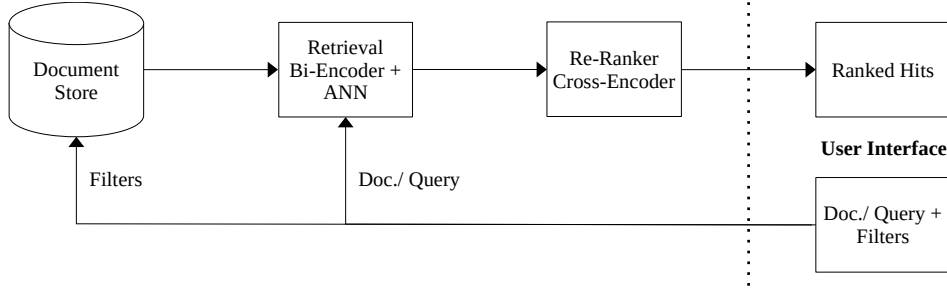 Document
Store
Retrieval
Bi-Encoder +
ANN
Re-Ranker
Cross-Encoder
Ranked Hits
User Interface
Filters
Doc./ Query
Doc./ Query +
Filters